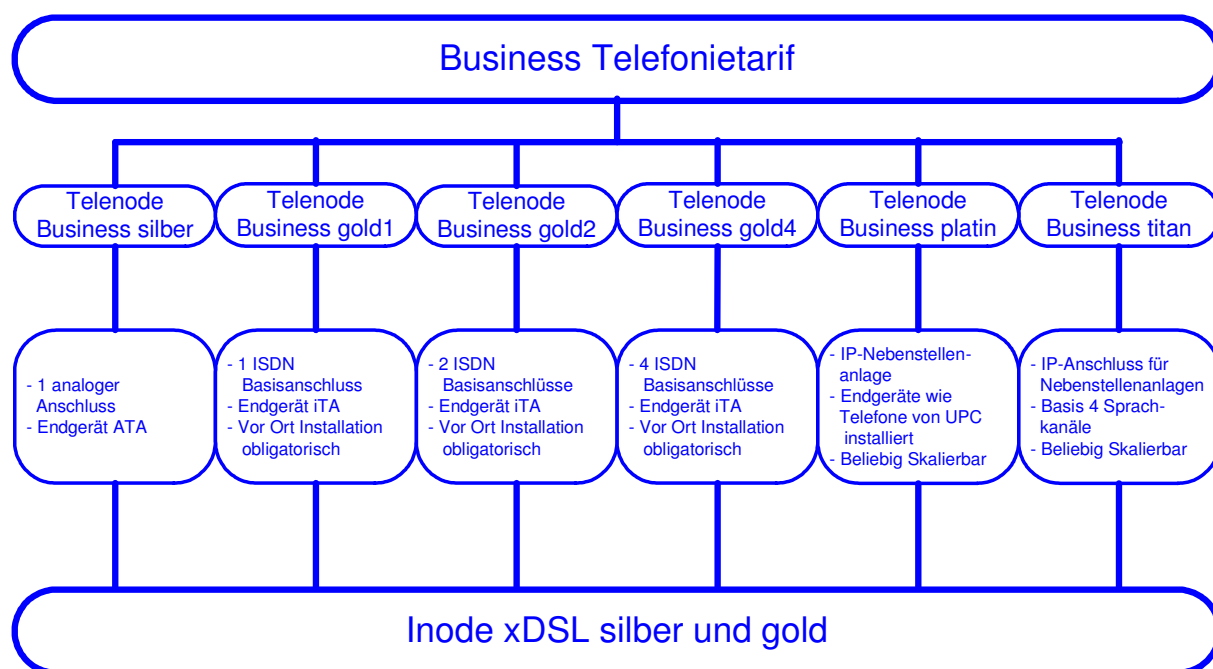 Business Telefonietarif
Telenode
Business silber
Telenode
Business gold1
Telenode
Business gold2
Telenode
Business gold4
Telenode
Business platin
Telenode
Business titan
- 1 analoger
Anschluss
- Endgerät ATA
- 1 ISDN
Basisanschluss
- Endgerät iTA
- Vor Ort Installation
obligatorisch
- 2 ISDN
Basisanschlüsse
- Endgerät iTA
- Vor Ort Installation
obligatorisch
- 4 ISDN
Basisanschlüsse
- Endgerät iTA
- Vor Ort Installation
obligatorisch
- IP-Nebenstellen-
anlage
- Endgeräte wie
Telefone von UPC
installiert
- Beliebig Skalierbar
- IP-Anschluss für
Nebenstellenanlagen
- Basis 4 Sprach-
kanäle
- Beliebig Skalierbar
Inode xDSL silber und gold